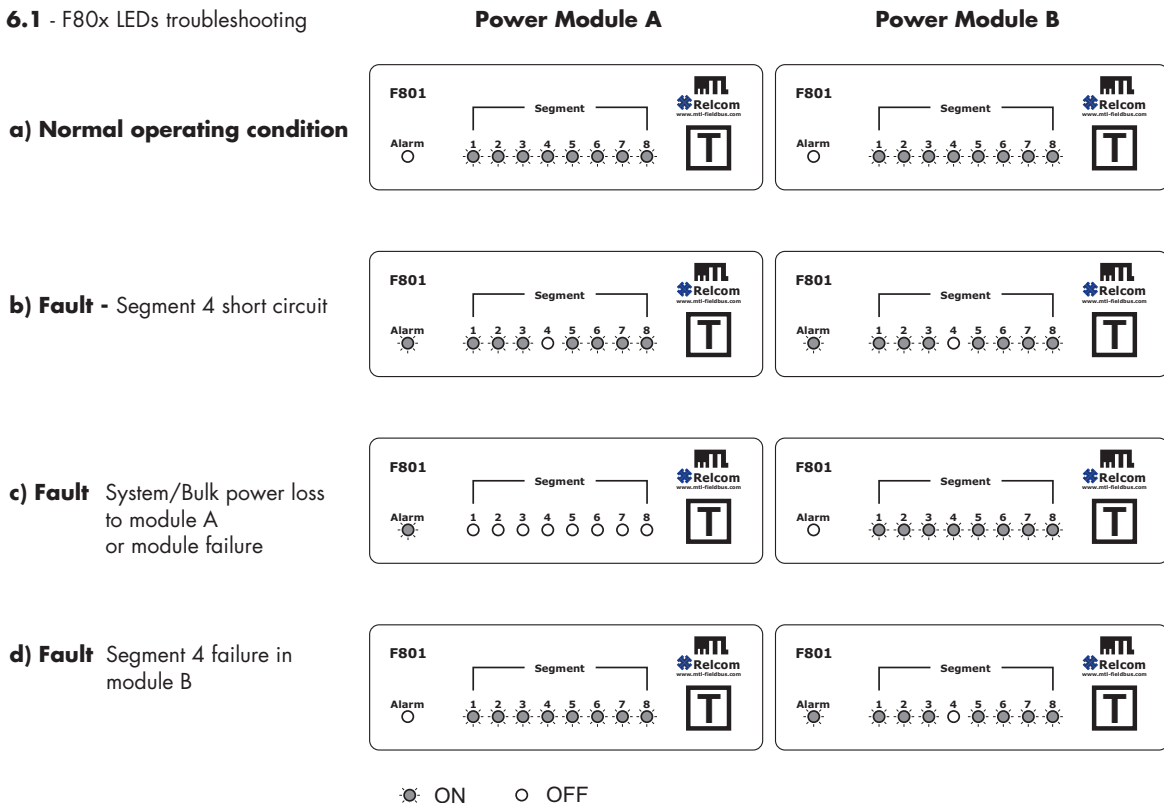 6.1 - F80x LEDs troubleshooting
Power Module A
Power Module B
a) Normal operating condition
F801
Segment
MTL
Relcom
www.mtl-fieldbus.com
Alarm
1 2 3 4 5 6 7 8
T
F801
Segment
MTL
Relcom
www.mtl-fieldbus.com
Alarm
1 2 3 4 5 6 7 8
T
b) Fault - Segment 4 short circuit
F801
Segment
MTL
Relcom
www.mtl-fieldbus.com
Alarm
1 2 3 4 5 6 7 8
T
F801
Segment
MTL
Relcom
www.mtl-fieldbus.com
Alarm
1 2 3 4 5 6 7 8
T
c) Fault System/Bulk power loss
to module A
or module failure
F801
Segment
MTL
Relcom
www.mtl-fieldbus.com
Alarm
1 2 3 4 5 6 7 8
T
F801
Segment
MTL
Relcom
www.mtl-fieldbus.com
Alarm
1 2 3 4 5 6 7 8
T
d) Fault Segment 4 failure in
module B
F801
Segment
MTL
Relcom
www.mtl-fieldbus.com
Alarm
1 2 3 4 5 6 7 8
T
F801
Segment
MTL
Relcom
www.mtl-fieldbus.com
Alarm
1 2 3 4 5 6 7 8
T
ON OFF